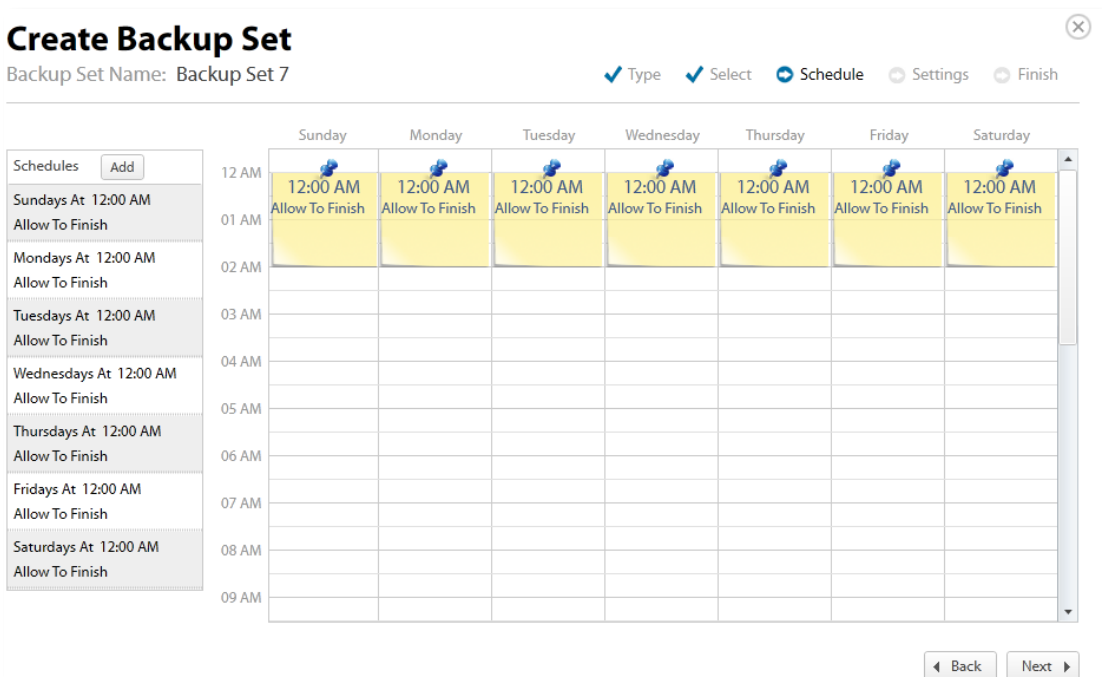 Create Backup Set
Backup Set Name: Backup Set 7
Type Select Schedule Settings Finish
Sunday Monday Tuesday Wednesday Thursday Friday Saturday
Schedules Add
Sundays At 12:00 AM
Allow To Finish
Mondays At 12:00 AM
Allow To Finish
Tuesdays At 12:00 AM
Allow To Finish
Wednesdays At 12:00 AM
Allow To Finish
Thursdays At 12:00 AM
Allow To Finish
Fridays At 12:00 AM
Allow To Finish
Saturdays At 12:00 AM
Allow To Finish
12 AM
12:00 AM 12:00 AM 12:00 AM 12:00 AM 12:00 AM 12:00 AM 12:00 AM
Allow To Finish Allow To Finish Allow To Finish Allow To Finish Allow To Finish Allow To Finish Allow To Finish
01 AM
02 AM
03 AM
04 AM
05 AM
06 AM
07 AM
08 AM
09 AM
Back Next